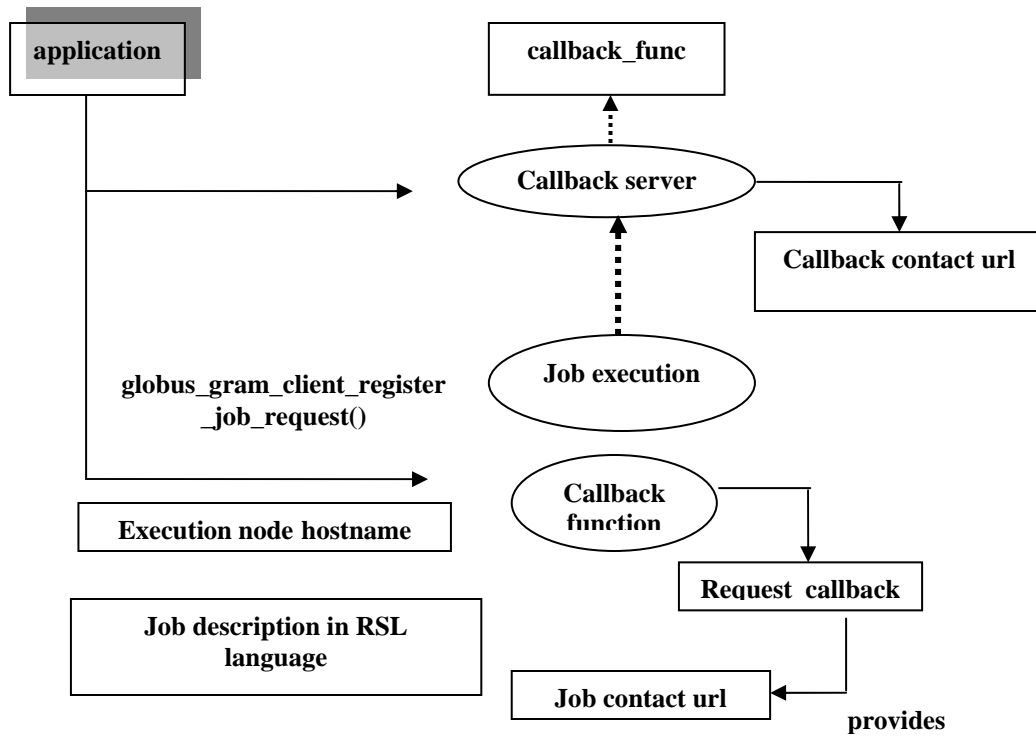 application
callback_func
Callback server
Callback contact url
Job execution
globus_gram_client_register
_job_request()
Callback
function
Execution node hostname
Request callback
Job description in RSL
language
Job contact url
provides